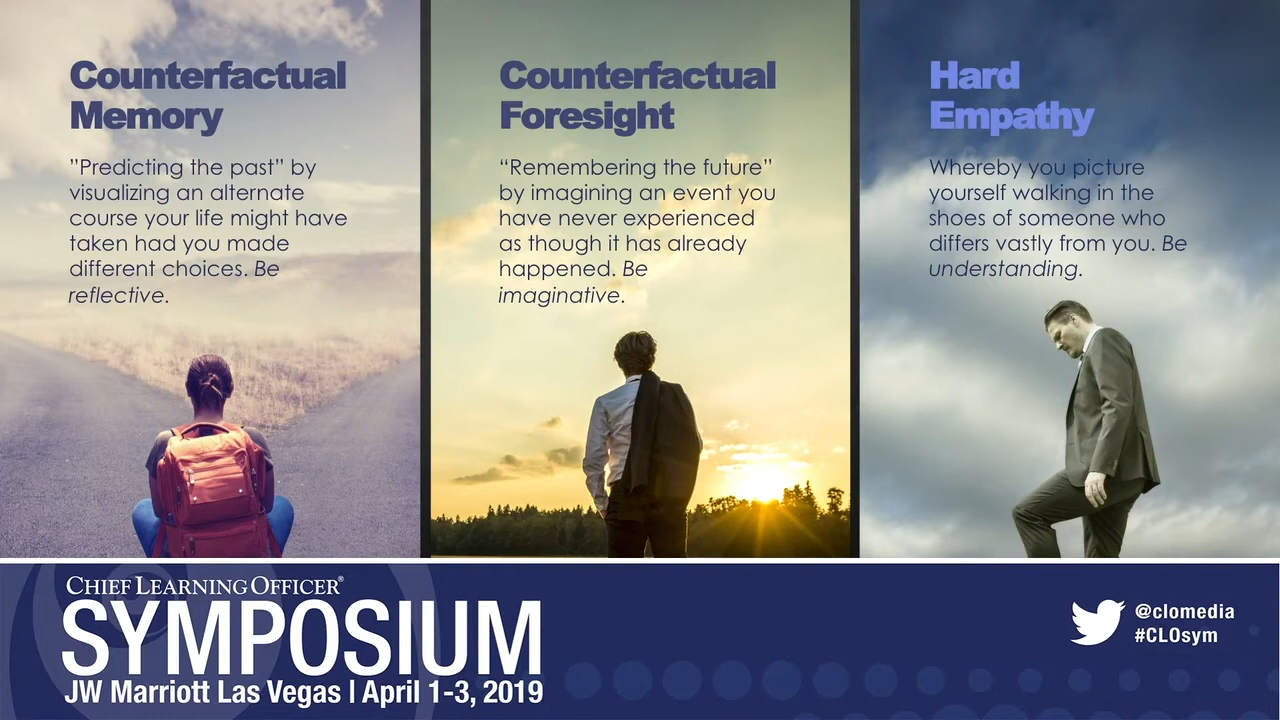 Counterfactual
Memory
”Predicting the past” by
visualizing an alternate
course your life might have
taken had you made
different choices. Be
reflective.
Counterfactual
Foresight
“Remembering the future”
by imagining an event you
have never experienced
as though it has already
happened. Be
imaginative.
Hard
Empathy
Whereby you picture
yourself walking in the
shoes of someone who
differs vastly from you. Be
understanding.
CHIEF LEARNING OFFICER®
SYMPOSIUM
JW Marriott Las Vegas | April 1-3, 2019
@clomedia
#CLOsym